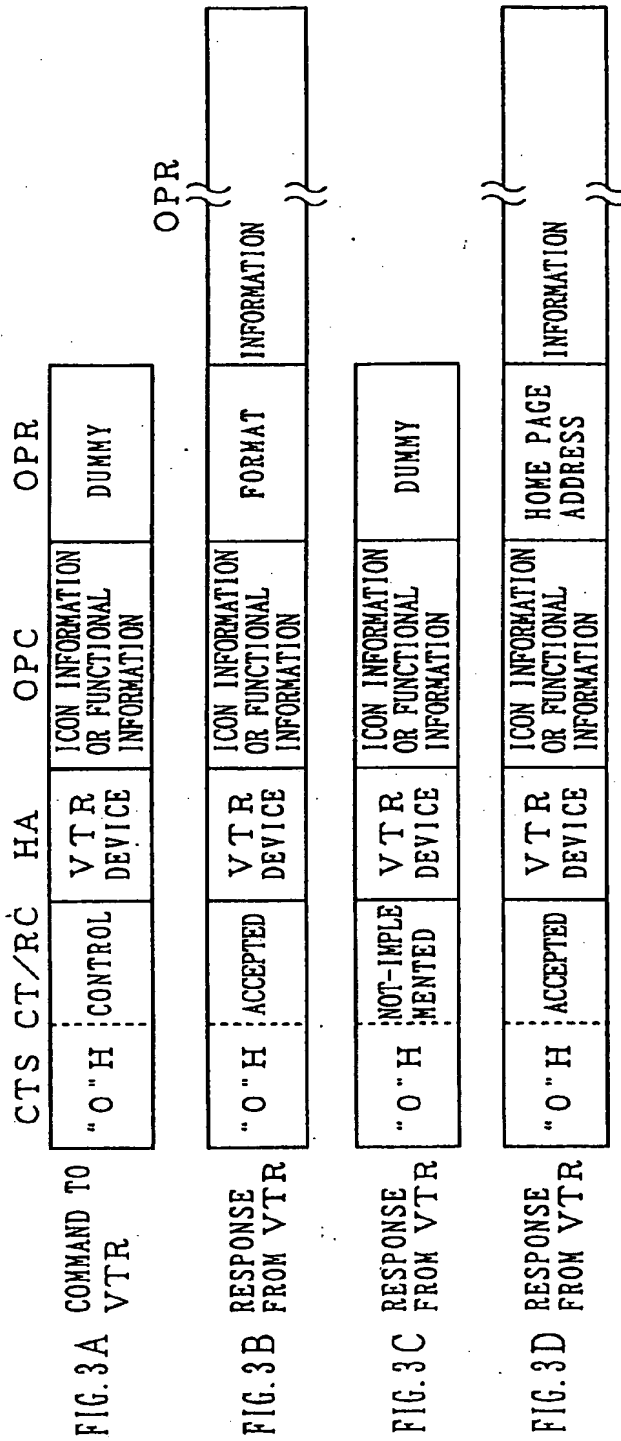 CTS CT/RC HA OPC OPR
FIG.3A COMMAND TO
VTR
"0"H CONTROL
VTR
DEVICE
ICON INFORMATION
OR FUNCTIONAL
INFORMATION
DUMMY
OPR
FIG.3B RESPONSE
FROM VTR
"0"H ACCEPTED
VTR
DEVICE
ICON INFORMATION
OR FUNCTIONAL
INFORMATION
FORMAT
INFORMATION
FIG.3C RESPONSE
FROM VTR
"0"H
NOT-IMPLE
MENTED
VTR
DEVICE
ICON INFORMATION
OR FUNCTIONAL
INFORMATION
DUMMY
FIG.3D RESPONSE
FROM VTR
"0"H ACCEPTED
VTR
DEVICE
ICON INFORMATION
OR FUNCTIONAL
INFORMATION
HOME PAGE
ADDRESS
INFORMATION